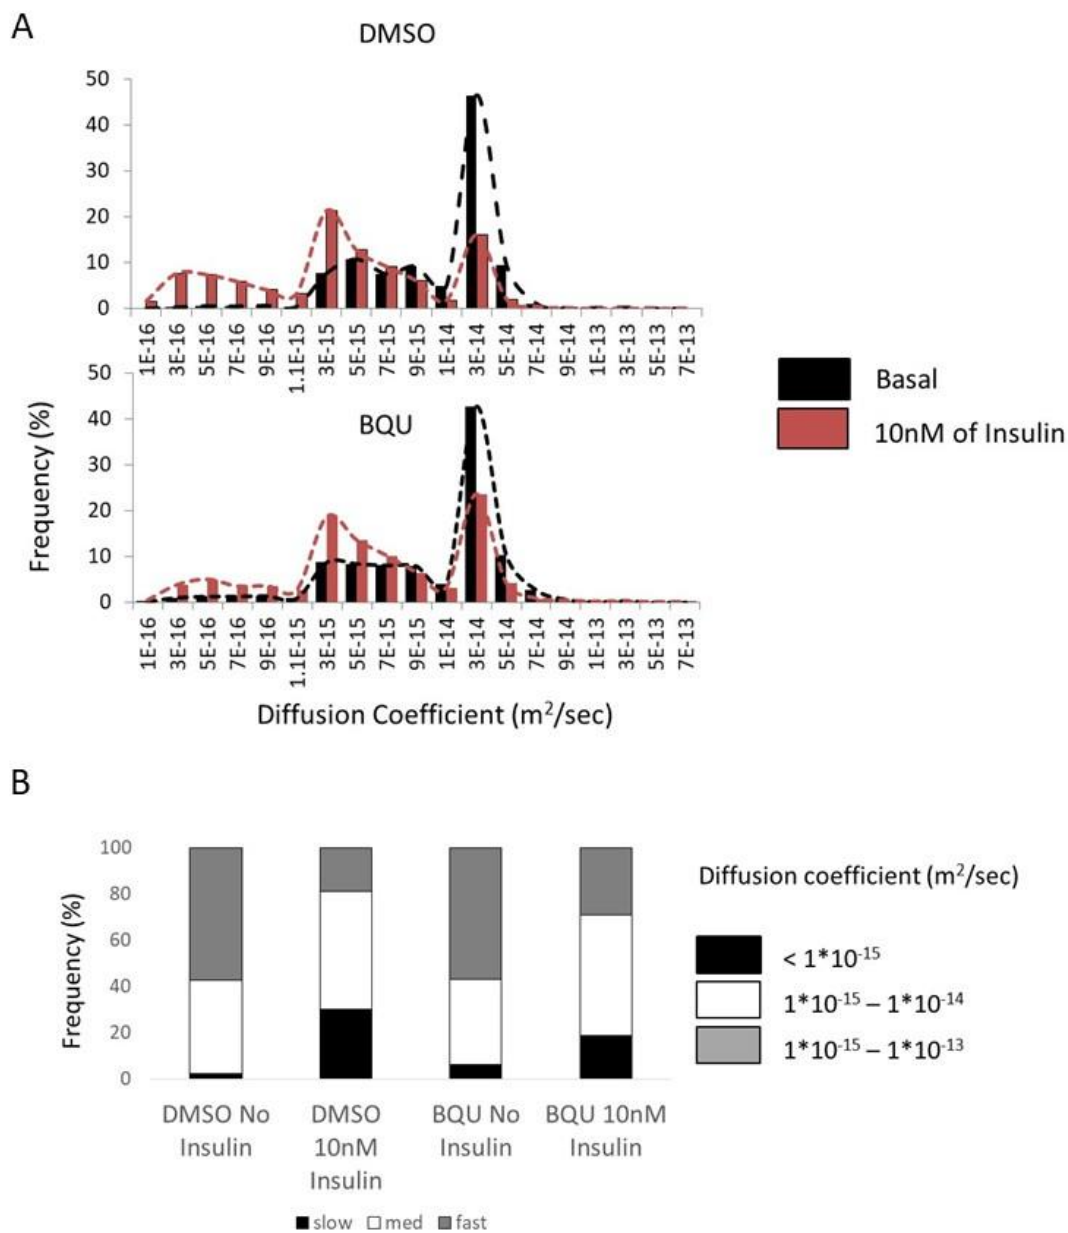 A
DMSO
50
40
30
20
10
0
1E-16
3E-16
5E-16
7E-16
9E-16
1.1E-15
3E-15
5E-15
7E-15
9E-15
1E-14
3E-14
5E-14
7E-14
9E-14
1E-13
3E-13
5E-13
7E-13
Basal
10nM of Insulin
Frequency (%)
BQU
50
40
30
20
10
0
1E-16
3E-16
5E-16
7E-16
9E-16
1.1E-15
3E-15
5E-15
7E-15
9E-15
1E-14
3E-14
5E-14
7E-14
9E-14
1E-13
3E-13
5E-13
7E-13
Diffusion Coefficient (m²/sec)
B
Frequency (%)
100
80
60
40
20
0
DMSO No
Insulin
DMSO
10nM
Insulin
BQU No
Insulin
BQU 10nM
Insulin
slow med fast
Diffusion coefficient (m²/sec)
< 1*10⁻¹⁵
1*10⁻¹⁵ – 1*10⁻¹⁴
1*10⁻¹⁵ – 1*10⁻¹³